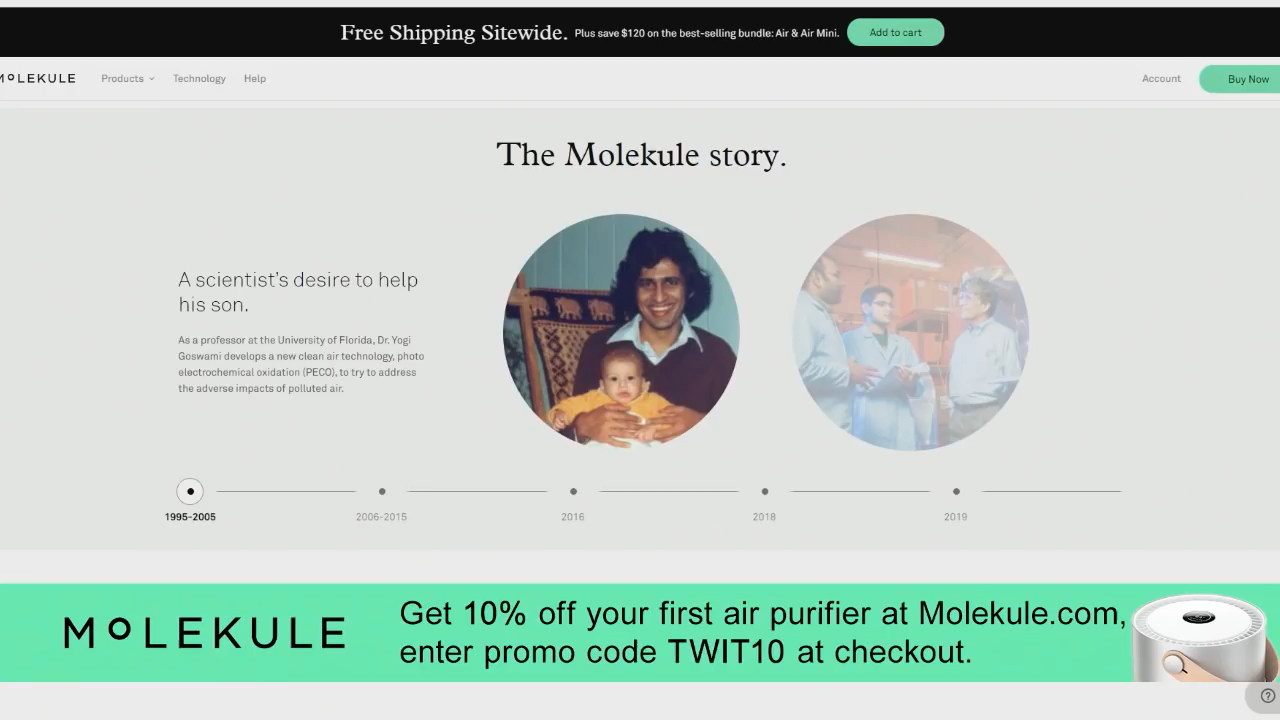 Free Shipping Sitewide. Plus save $120 on the best-selling bundle: Air & Air Mini. Add to cart
MOLEKULE Products Technology Help Account Buy Now
The Molekule story.
A scientist's desire to help
his son.
As a professor at the University of Florida, Dr. Yogi
Goswami develops a new clean air technology, photo
electrochemical oxidation (PECO), to try to address
the adverse impacts of polluted air.
1995-2005 2006-2015 2016 2018 2019
MOLEKULE
Get 10% off your first air purifier at Molekule.com,
enter promo code TWIT10 at checkout.